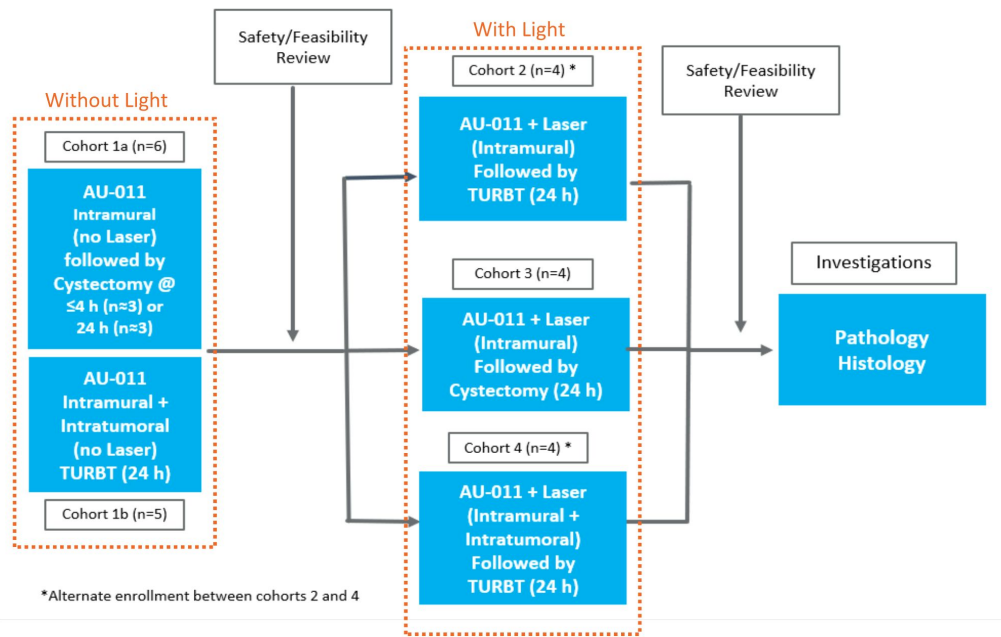 Safety/Feasibility
Review
With Light
Cohort 2 (n=4) *
Safety/Feasibility
Review
Without Light
Cohort 1a (n=6)
AU-011
Intramural
(no Laser)
followed by
Cystectomy @
≤4 h (n≈3) or
24 h (n≈3)
AU-011
Intramural +
Intratumoral
(no Laser)
TURBT (24 h)
Cohort 1b (n=5)
AU-011 + Laser
(Intramural)
Followed by
TURBT (24 h)
Cohort 3 (n=4)
AU-011 + Laser
(Intramural)
Followed by
Cystectomy (24 h)
Cohort 4 (n=4) *
AU-011 + Laser
(Intramural +
Intratumoral)
Followed by
TURBT (24 h)
Investigations
Pathology
Histology
*Alternate enrollment between cohorts 2 and 4